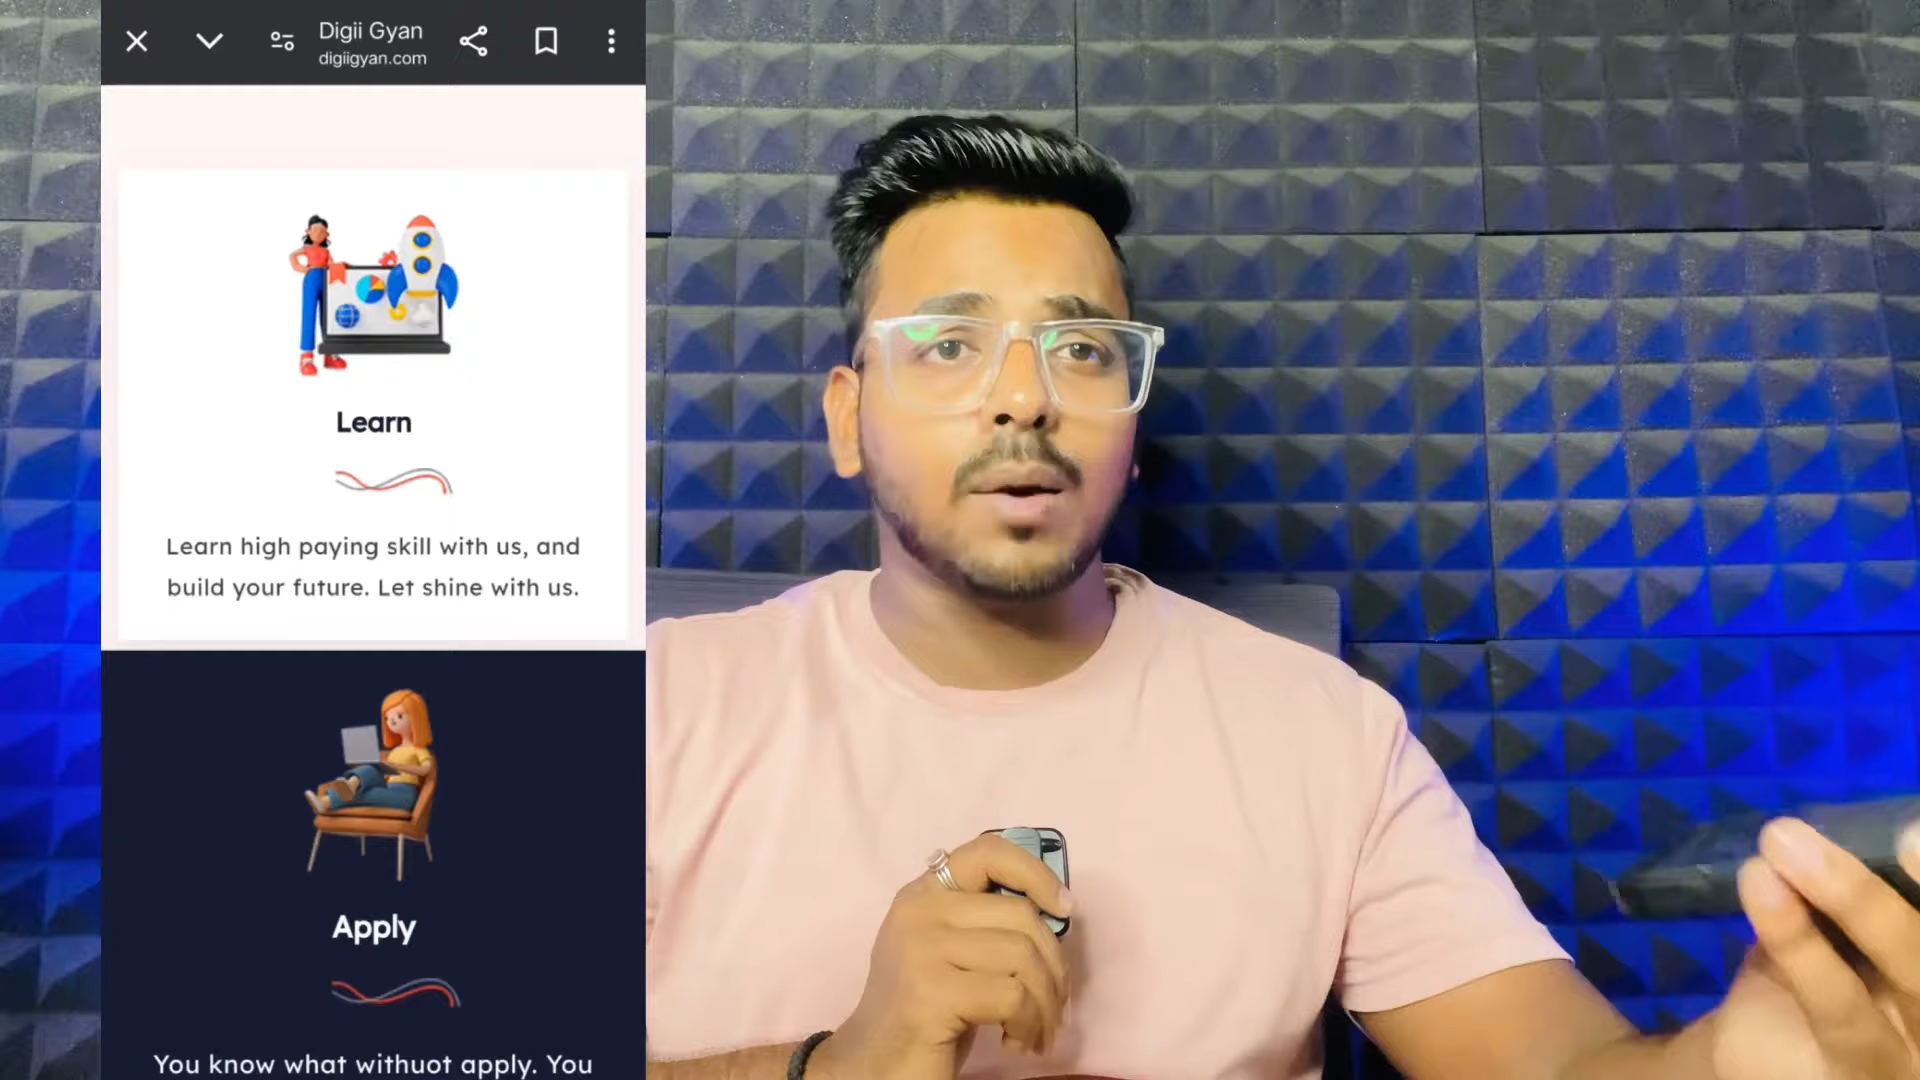 Digii Gyan
digiigyan.com
Learn
Learn high paying skill with us, and
build your future. Let shine with us.
Apply
You know what withuot apply. You